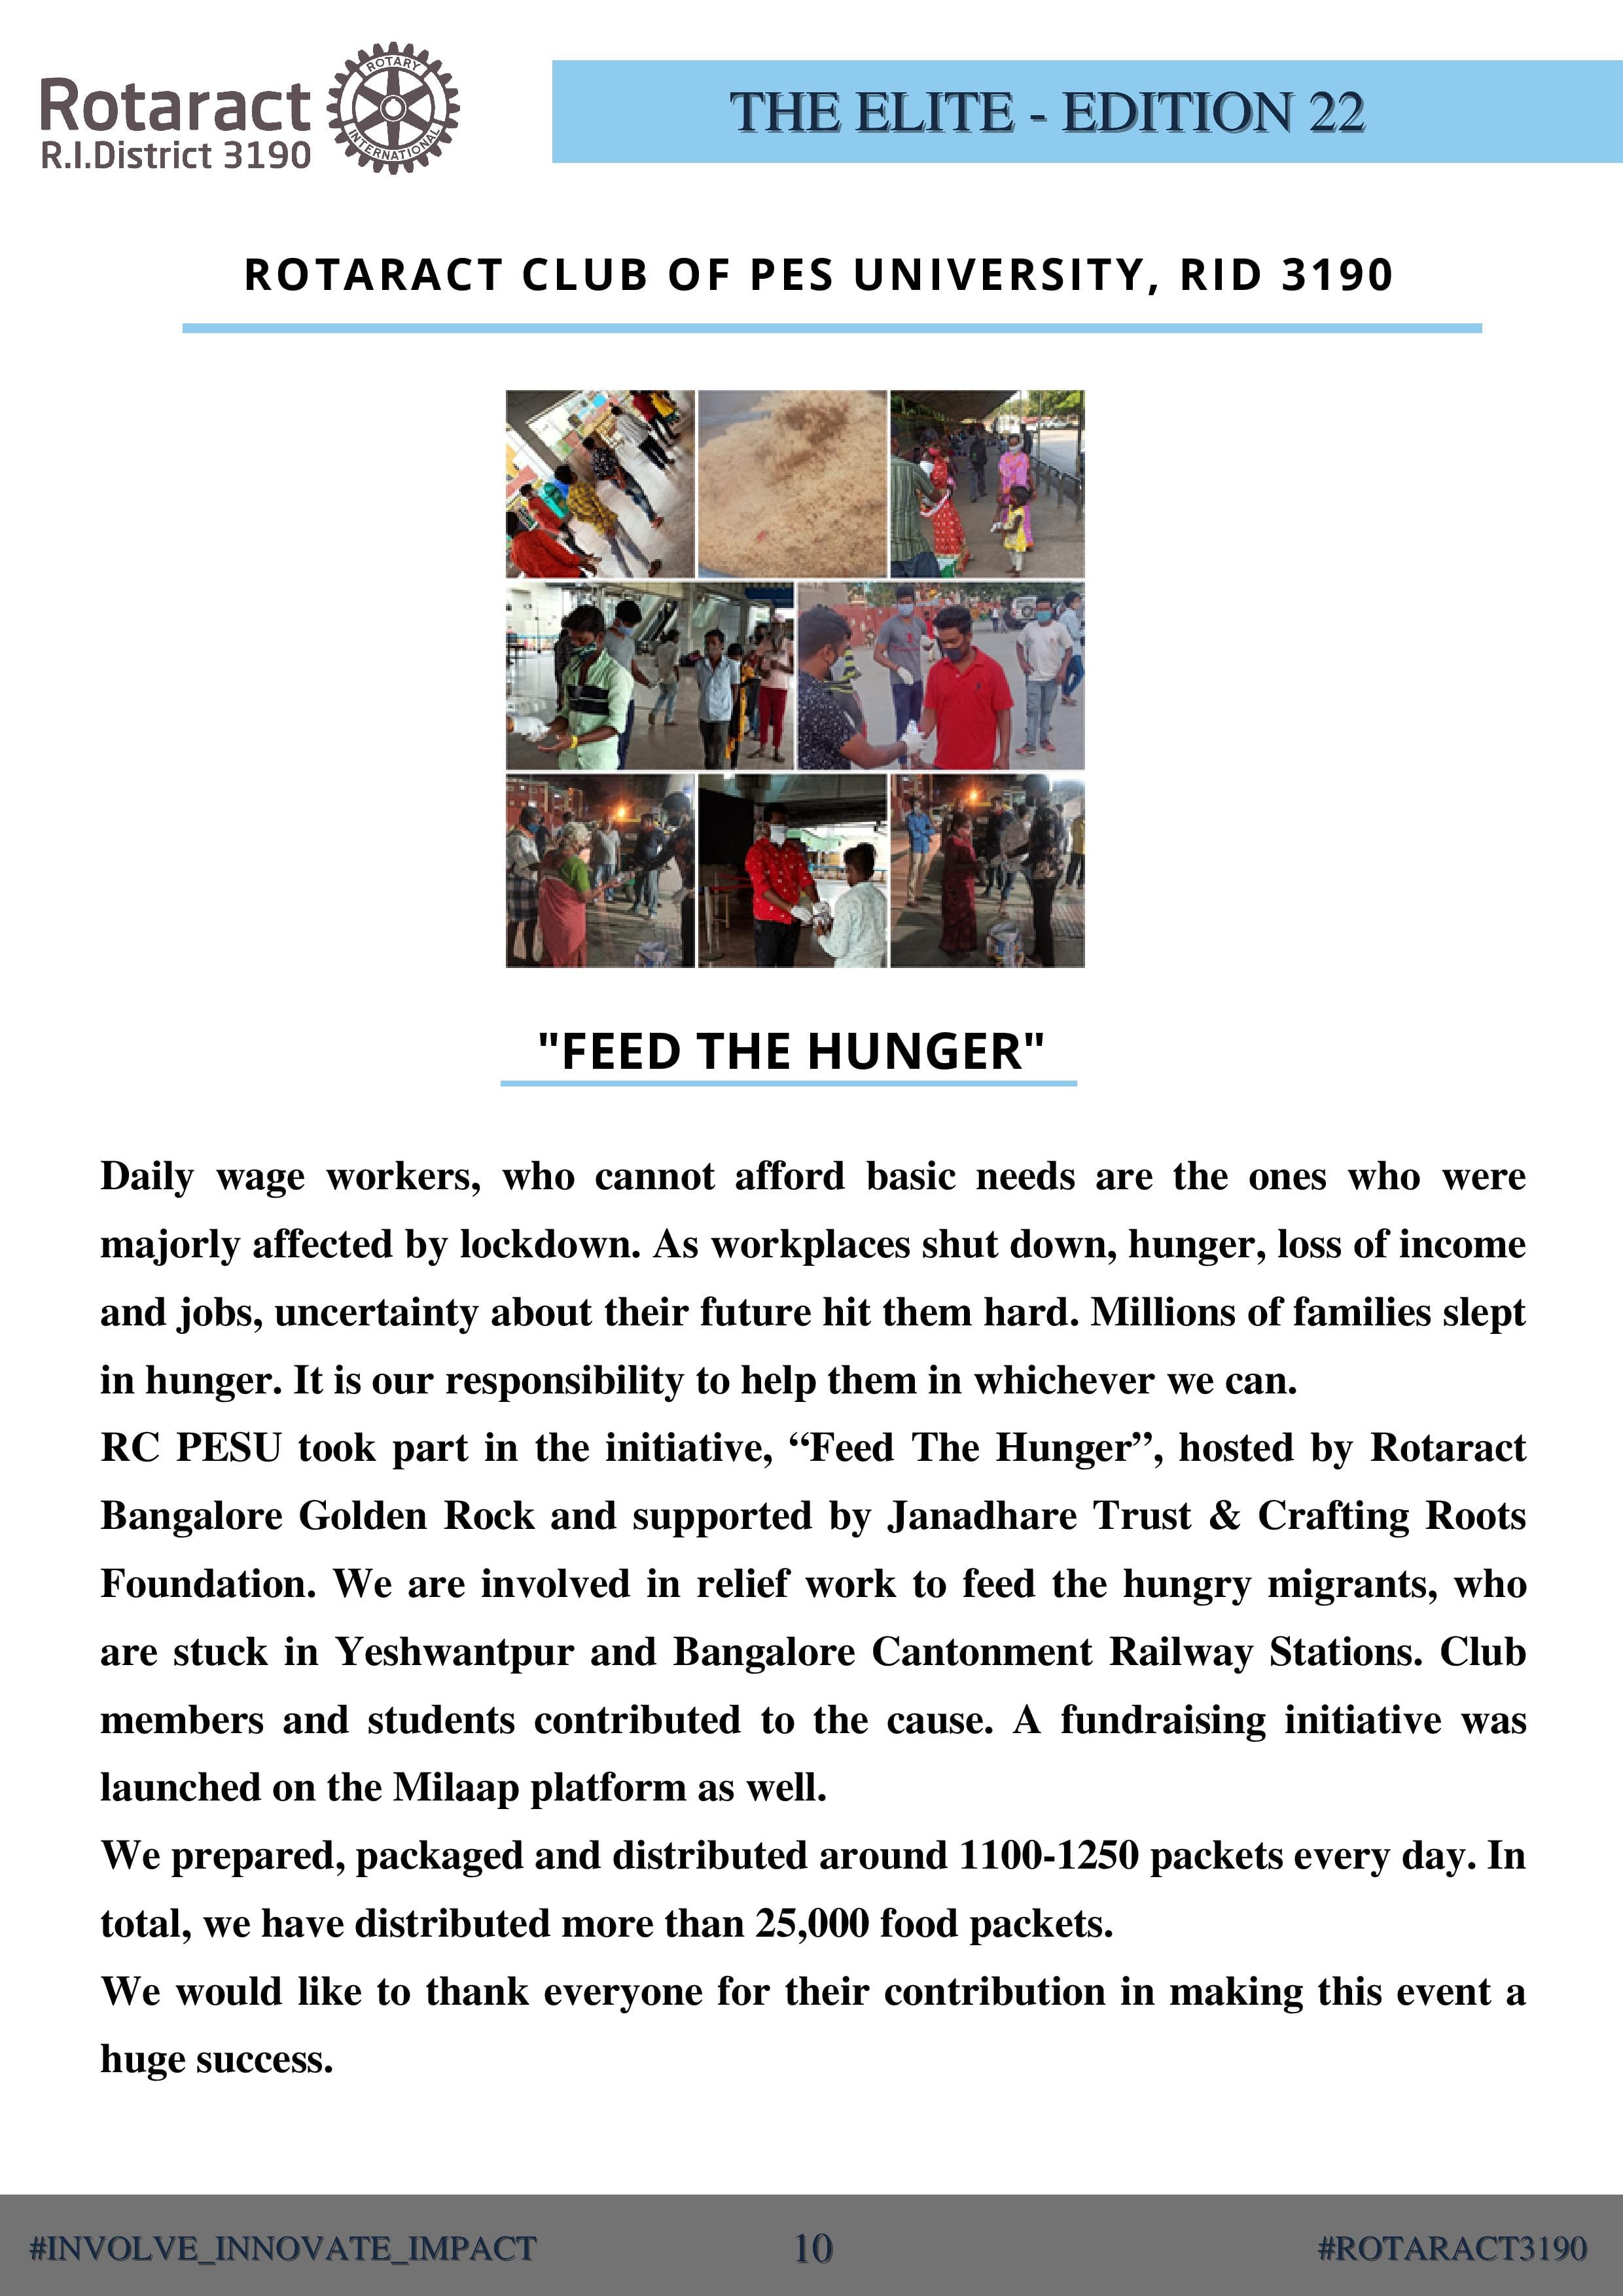 Rotaract
R.I.District 3190
ROTARY
INTERNATIONAL
THE ELITE - EDITION 22
ROTARACT CLUB OF PES UNIVERSITY, RID 3190
"FEED THE HUNGER"
Daily wage workers, who cannot afford basic needs are the ones who were
majorly affected by lockdown. As workplaces shut down, hunger, loss of income
and jobs, uncertainty about their future hit them hard. Millions of families slept
in hunger. It is our responsibility to help them in whichever we can.
RC PESU took part in the initiative, “Feed The Hunger”, hosted by Rotaract
Bangalore Golden Rock and supported by Janadhare Trust & Crafting Roots
Foundation. We are involved in relief work to feed the hungry migrants, who
are stuck in Yeshwantpur and Bangalore Cantonment Railway Stations. Club
members and students contributed to the cause. A fundraising initiative was
launched on the Milaap platform as well.
We prepared, packaged and distributed around 1100-1250 packets every day. In
total, we have distributed more than 25,000 food packets.
We would like to thank everyone for their contribution in making this event a
huge success.
#INVOLVE_INNOVATE_IMPACT
10
#ROTARACT3190